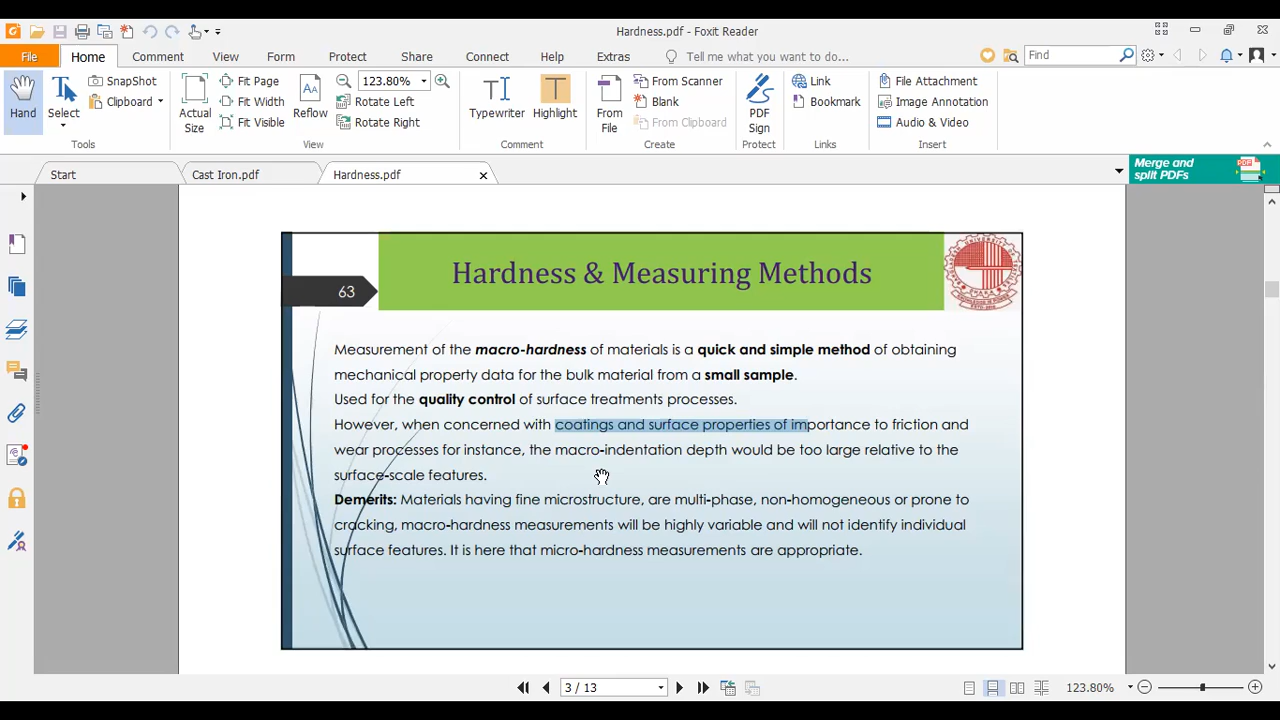 Hardness.pdf - Foxit Reader
File Home Comment View Form Protect Share Connect Help Extras Tell me what you want to do... Find
Hand
Select
SnapShot
Clipboard
Tools
Actual Size
Fit Page
Fit Width
Fit Visible
Reflow
123.80%
Rotate Left
Rotate Right
View
Typewriter
Highlight
Comment
From File
From Scanner
Blank
From Clipboard
Create
PDF Sign
Protect
Link
Bookmark
Links
File Attachment
Image Annotation
Audio & Video
Insert
Start Cast Iron.pdf Hardness.pdf
Merge and
split PDFs
Hardness & Measuring Methods
63
Measurement of the macro-hardness of materials is a quick and simple method of obtaining
mechanical property data for the bulk material from a small sample.
Used for the quality control of surface treatments processes.
However, when concerned with coatings and surface properties of importance to friction and
wear processes for instance, the macro-indentation depth would be too large relative to the
surface-scale features.
Demerits: Materials having fine microstructure, are multi-phase, non-homogeneous or prone to
cracking, macro-hardness measurements will be highly variable and will not identify individual
surface features. It is here that micro-hardness measurements are appropriate.
3 / 13
123.80%